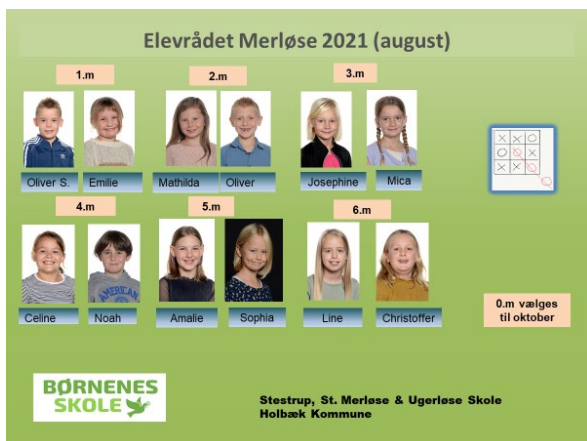 Elevrådet Merløse 2021 (august)
1.m
2.m
3.m
Oliver S.
Emilie
Mathilda
Oliver
Josephine
Mica
4.m
5.m
6.m
Celine
Noah
Amalie
Sophia
Line
Christoffer
AMERICAN
0.m vælges
til oktober
BØRNENES
SKOLE
Stestrup, St. Merløse & Ugerløse Skole
Holbæk Kommune